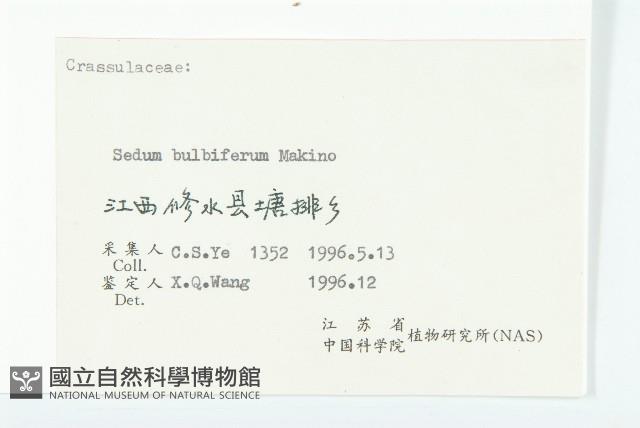 Crassulaceae:
Sedum bulbiferum Makino
江西修水县塘排乡
采集人 C.S.Ye 1352 1996.5.13
Coll.
鉴定人 X.Q.Wang 1996.12
Det.
江苏省
中国科学院 植物研究所(NAS)
國立自然科學博物館
NATIONAL MUSEUM OF NATURAL SCIENCE